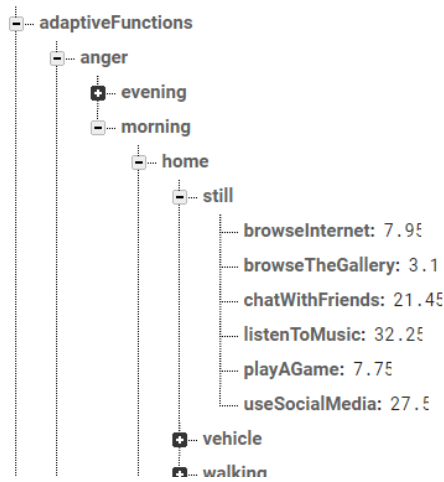 adaptiveFunctions
anger
evening
morning
home
still
browseInternet: 7.95
browseTheGallery: 3.1
chatWithFriends: 21.45
listenToMusic: 32.25
playAGame: 7.75
useSocialMedia: 27.5
vehicle
walking